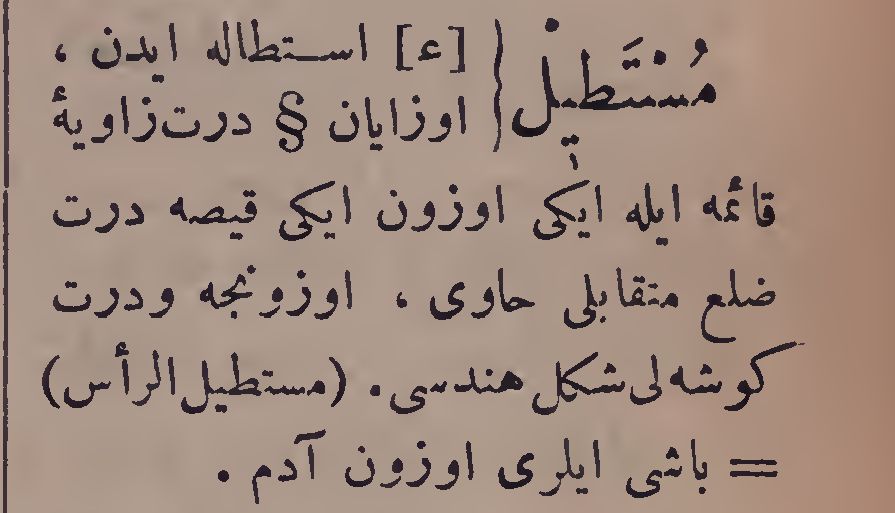 مُسْتَطِيلْ [ع] استطاله ایدن ،
اوزایان § درت زاویهٔ
قائمه ایله ایکی اوزون ایکی قیصه درت
ضلع متقابلی حاوی ، اوزونجه ودرت
کوشه لی شکل هندسی . (مستطیل الرأس)
= باشی ایلری اوزون آدم .